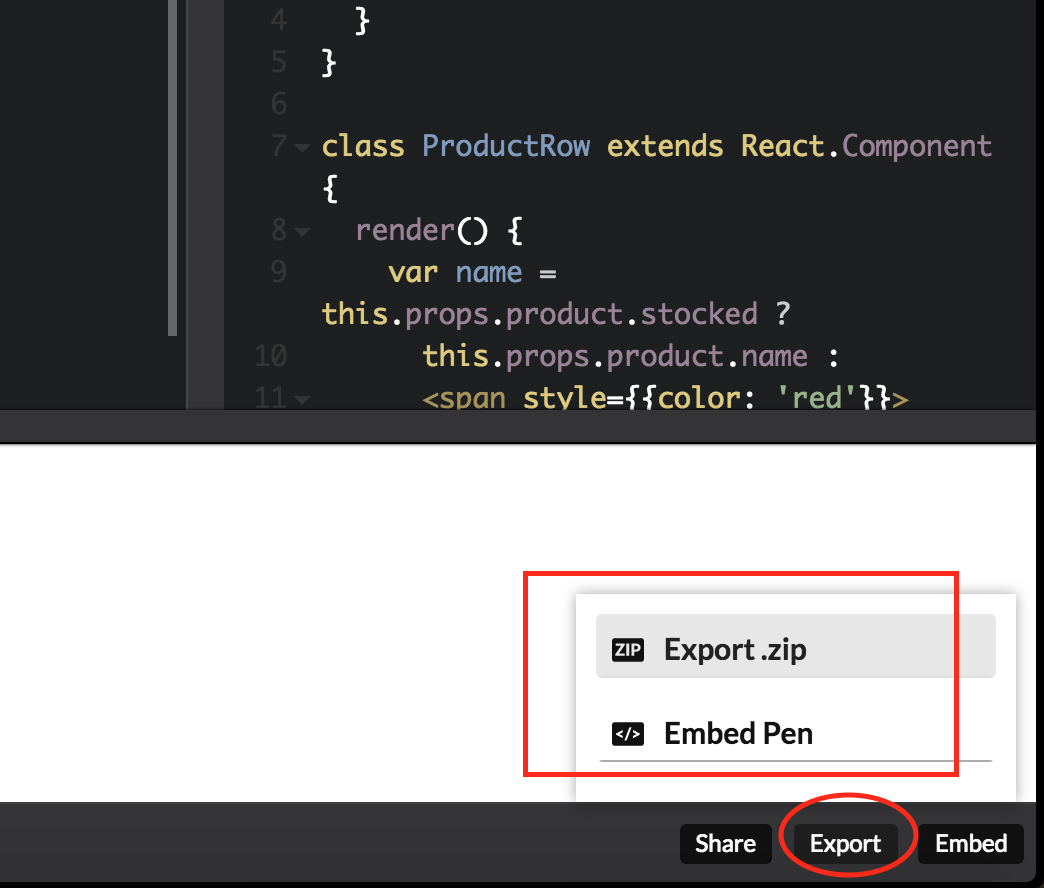 4 }
5 }
6
7 class ProductRow extends React.Component
{
8 render() {
9 var name =
this.props.product.stocked ?
10 this.props.product.name :
11 <span style={{color: 'red'}}>
ZIP Export .zip
</> Embed Pen
Share Export Embed